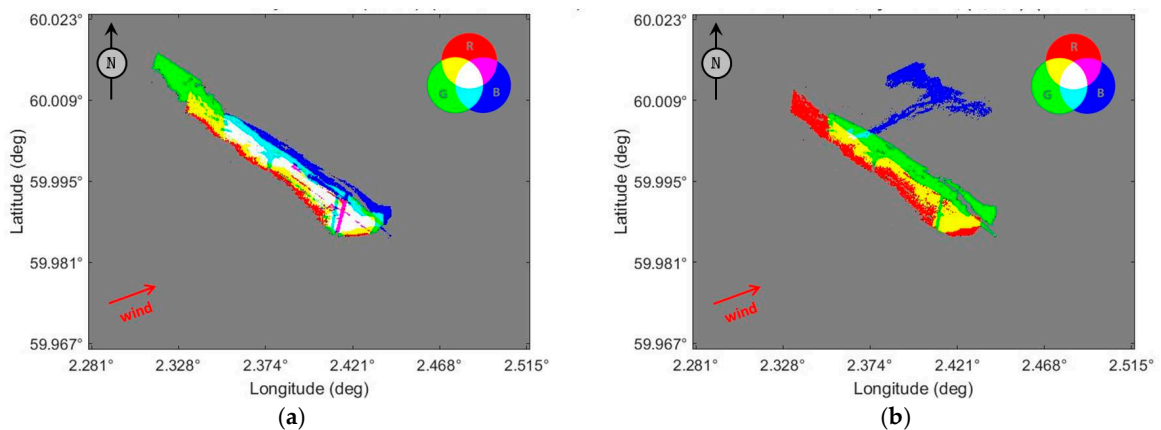 60.023°
60.009°
59.995°
59.981°
59.967°
Latitude (deg)
N
R
G
B
wind
2.281°
2.328°
2.374°
2.421°
2.468°
2.515°
Longitude (deg)
(a)
60.023°
60.009°
59.995°
59.981°
59.967°
Latitude (deg)
N
R
G
B
wind
2.281°
2.328°
2.374°
2.421°
2.468°
2.515°
Longitude (deg)
(b)